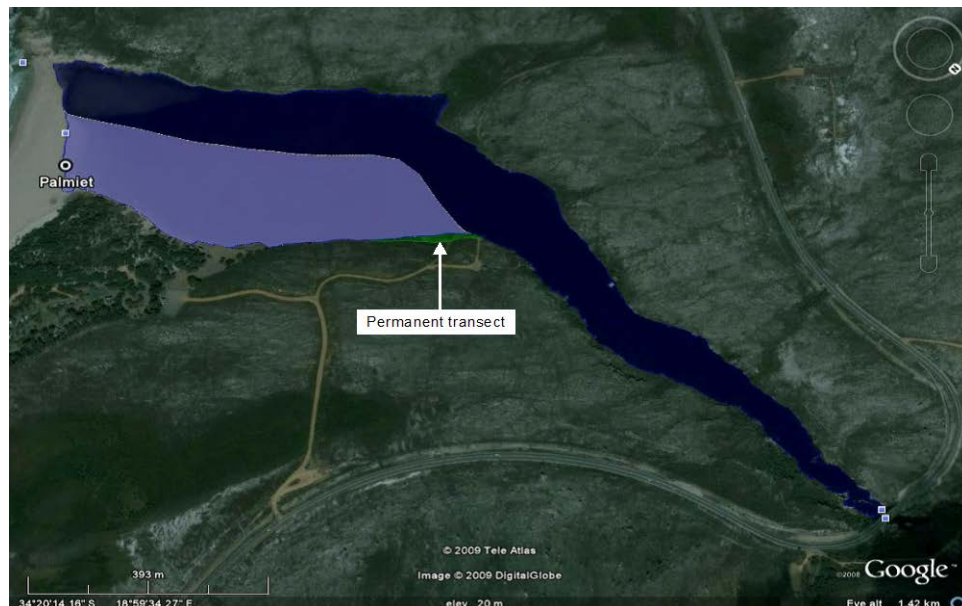 Palmiet
Permanent transect
© 2009 Tele Atlas
Image © 2009 DigitalGlobe
©2008 Google™
393 m
34°20'14.16" S 18°59'34.27" E
elev 20 m
Eye alt 1.42 km
N